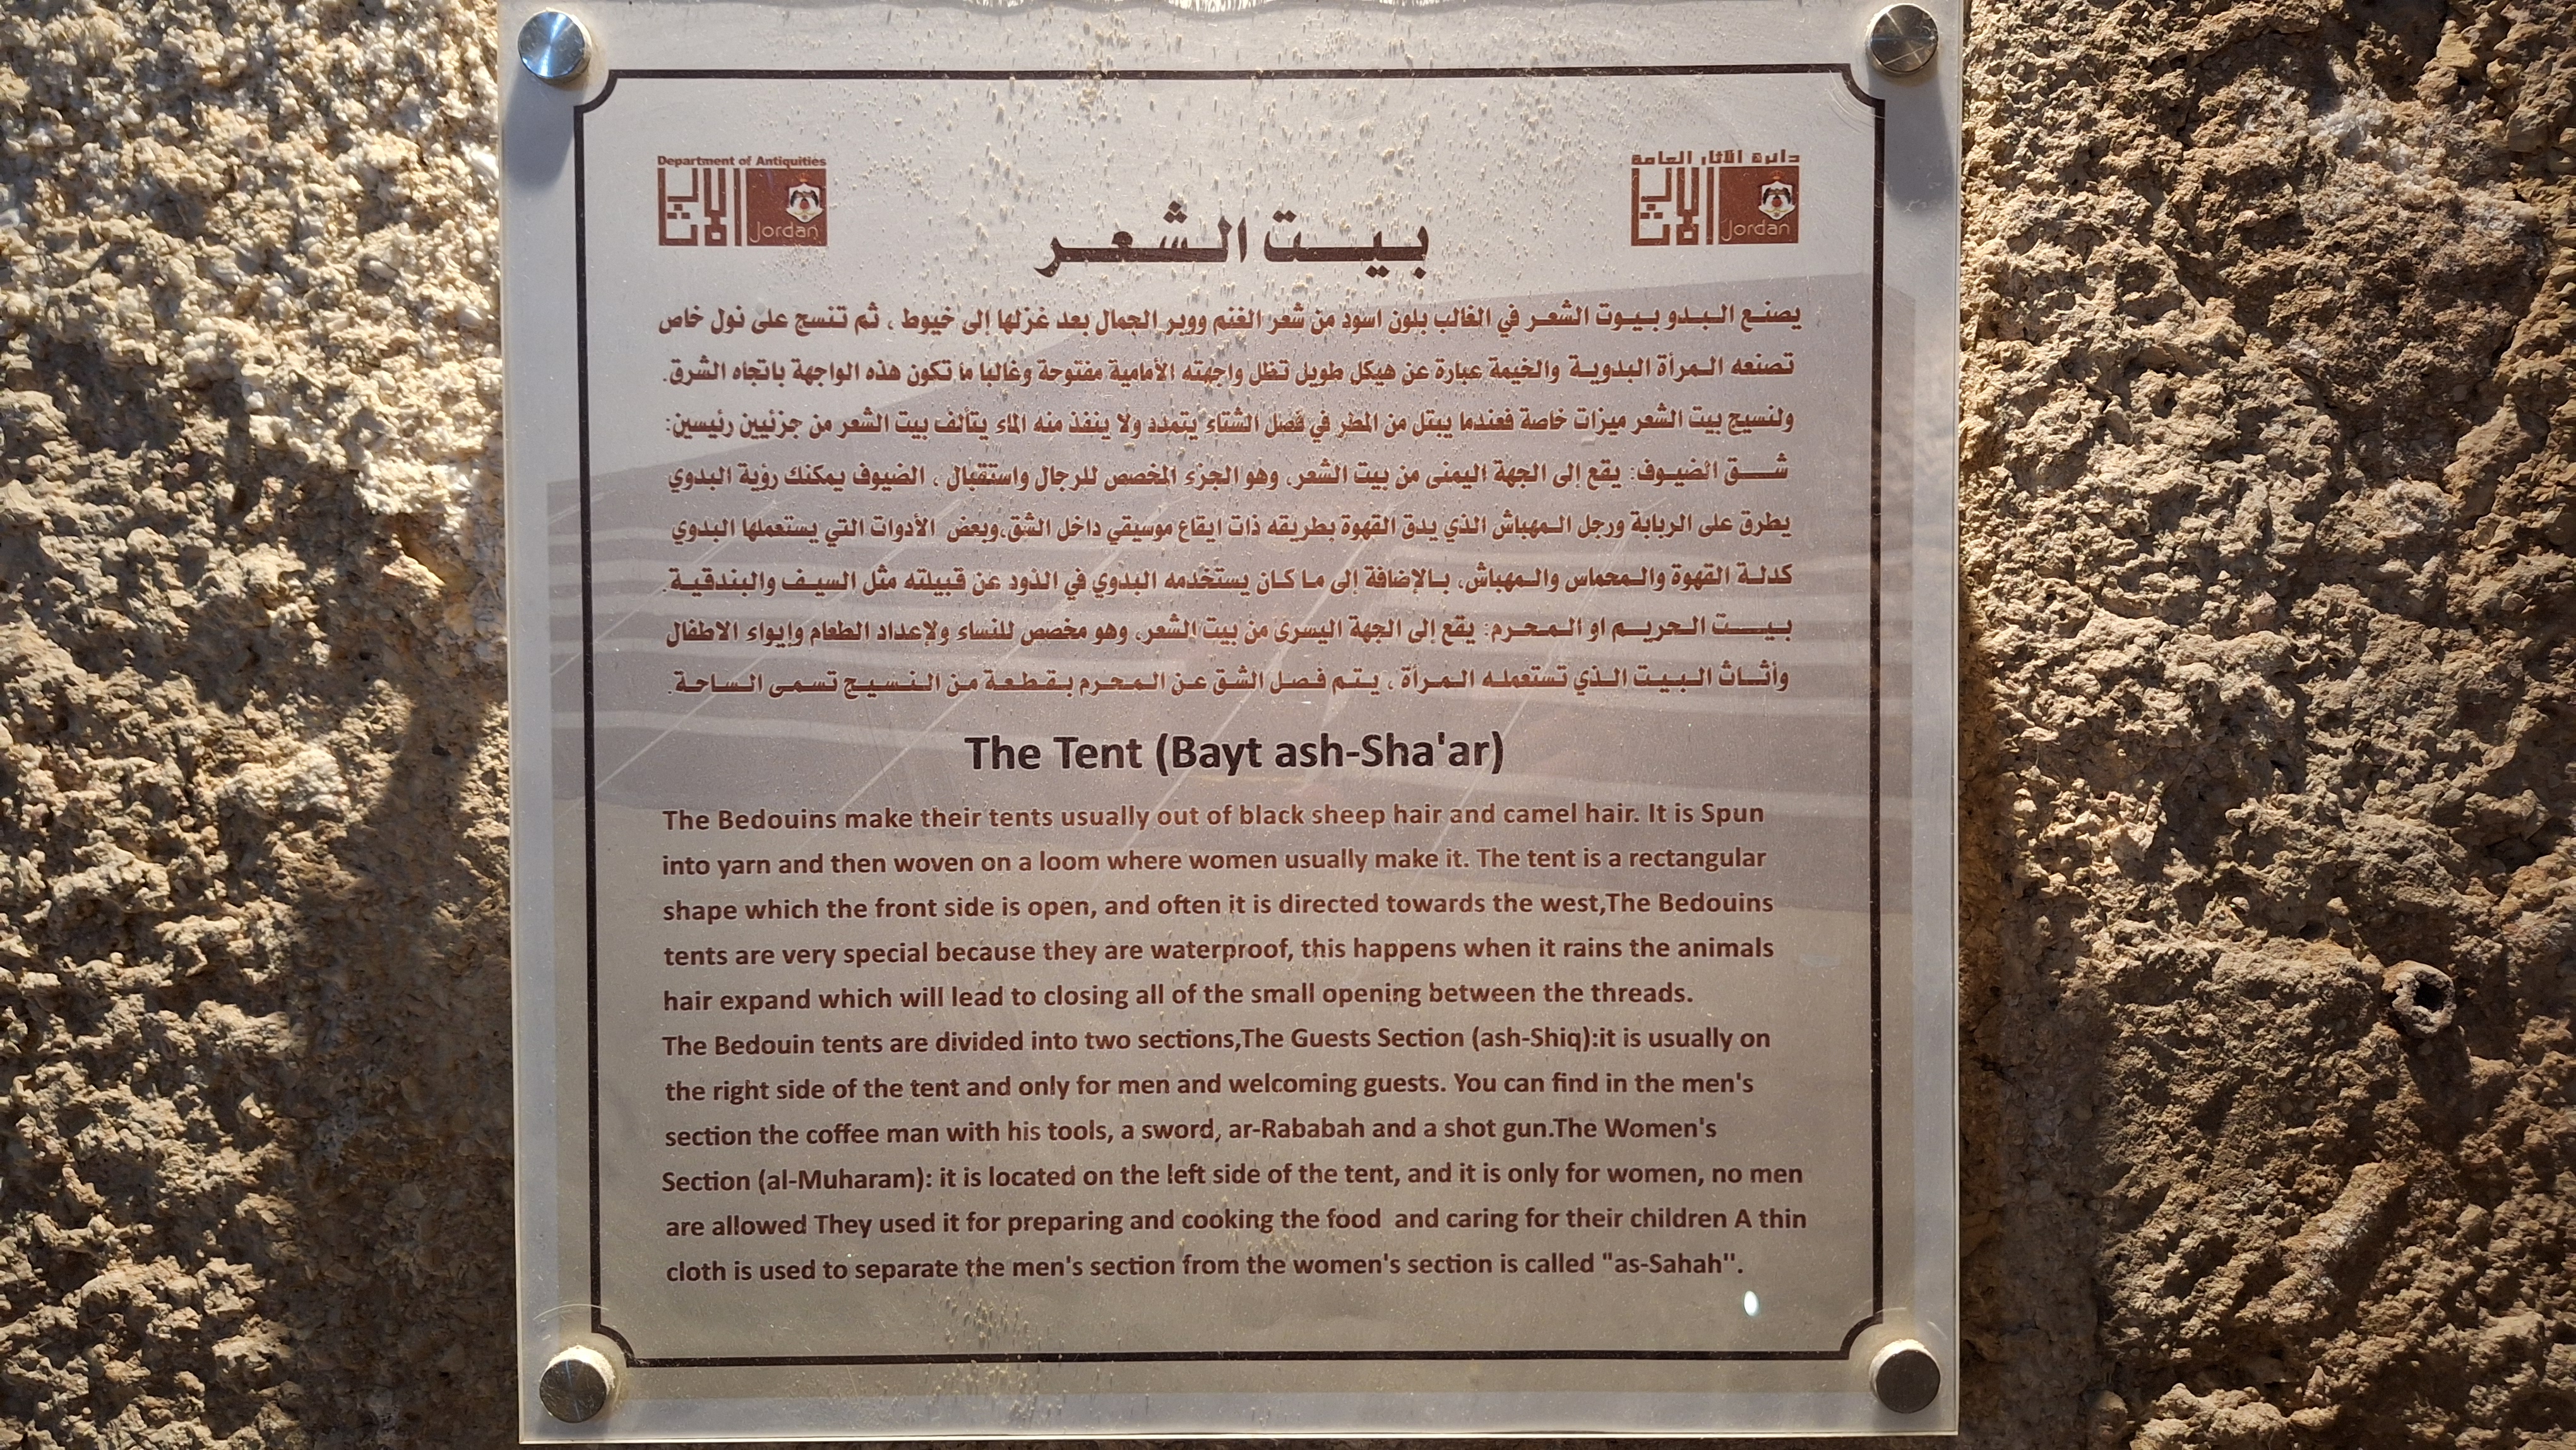 Department of Antiquities
الآثار
Jordan
دائرة الآثار العامة
الآثار
Jordan
بيت الشعر
يصنع البدو بيوت الشعر في الغالب بلون اسود من شعر الغنم ووبر الجمال بعد غزلها إلى خيوط ، ثم تنسج على نول خاص
تصنعه المرأة البدوية والخيمة عبارة عن هيكل طويل تظل واجهته الأمامية مفتوحة وغالبا ما تكون هذه الواجهة باتجاه الشرق.
ولنسيج بيت الشعر ميزات خاصة فعندما يبتل من المطر في فصل الشتاء يتمدد ولا ينفذ منه الماء يتألف بيت الشعر من جزئيين رئيسين:
شق الضيوف: يقع إلى الجهة اليمنى من بيت الشعر، وهو الجزء المخصص للرجال واستقبال ، الضيوف يمكنك رؤية البدوي
يطرق على الربابة ورجل المهباش الذي يدق القهوة بطريقه ذات ايقاع موسيقي داخل الشق،وبعض الأدوات التي يستعملها البدوي
كدلة القهوة والمحماس والمهباش، بالإضافة إلى ما كان يستخدمه البدوي في الذود عن قبيلته مثل السيف والبندقية.
بيت الحريم او المحرم: يقع إلى الجهة اليسرى من بيت الشعر، وهو مخصص للنساء ولإعداد الطعام وإيواء الاطفال
وأثاث البيت الذي تستعمله المرأة ، يتم فصل الشق عن المحرم بقطعة من النسيج تسمى الساحة.
The Tent (Bayt ash-Sha'ar)
The Bedouins make their tents usually out of black sheep hair and camel hair. It is Spun
into yarn and then woven on a loom where women usually make it. The tent is a rectangular
shape which the front side is open, and often it is directed towards the west,The Bedouins
tents are very special because they are waterproof, this happens when it rains the animals
hair expand which will lead to closing all of the small opening between the threads.
The Bedouin tents are divided into two sections,The Guests Section (ash-Shiq):it is usually on
the right side of the tent and only for men and welcoming guests. You can find in the men's
section the coffee man with his tools, a sword, ar-Rababah and a shot gun.The Women's
Section (al-Muharam): it is located on the left side of the tent, and it is only for women, no men
are allowed They used it for preparing and cooking the food and caring for their children A thin
cloth is used to separate the men's section from the women's section is called "as-Sahah".